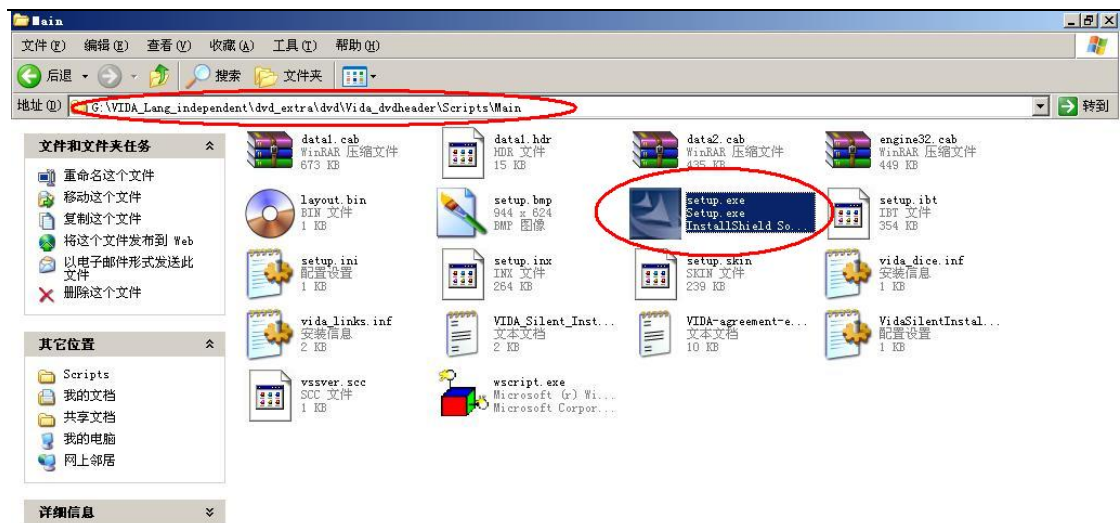 Main
文件(F) 编辑(E) 查看(V) 收藏(A) 工具(T) 帮助(H)
后退 搜索 文件夹
地址(D) G:\VIDA_Lang_independent\dvd_extra\dvd\Vida_dvdheader\Scripts\Main 转到
文件和文件夹任务
重命名这个文件
移动这个文件
复制这个文件
将这个文件发布到 Web
以电子邮件形式发送此
文件
删除这个文件
其它位置
Scripts
我的文档
共享文档
我的电脑
网上邻居
详细信息
data1.cab
WinRAR 压缩文件
673 KB
data1.hdr
HDR 文件
15 KB
data2.cab
WinRAR 压缩文件
435 KB
engine32.cab
WinRAR 压缩文件
449 KB
layout.bin
BIN 文件
1 KB
setup.bmp
944 x 624
BMP 图像
setup.exe
Setup.exe
InstallShield So...
setup.ibt
IBT 文件
354 KB
setup.ini
配置设置
1 KB
setup.inx
INX 文件
264 KB
setup.skin
SKIN 文件
239 KB
vida_dice.inf
安装信息
1 KB
vida_links.inf
安装信息
2 KB
VIDA_Silent_Inst...
文本文档
2 KB
VIDA-agreement-e...
文本文档
10 KB
VidaSilentInstal...
配置设置
1 KB
vssver.scc
SCC 文件
1 KB
wscript.exe
Microsoft (r) Wi...
Microsoft Corpor...